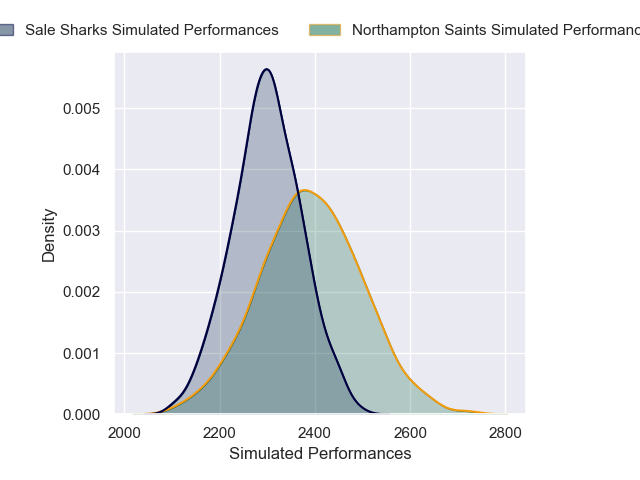 Sale Sharks Simulated Performances
Northampton Saints Simulated Performanc
0.005
0.004
0.003
0.002
0.001
0.000
Density
2000
2200
2400
2600
2800
Simulated Performances